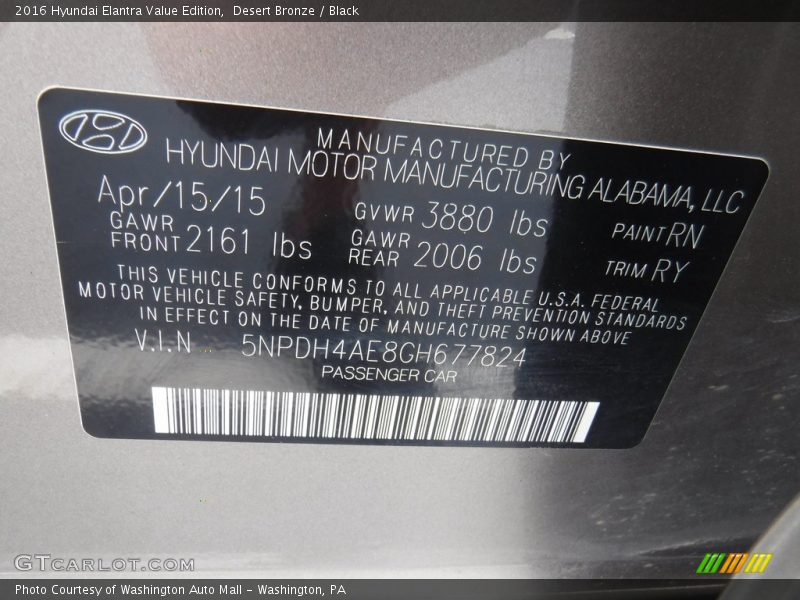 2016 Hyundai Elantra Value Edition,  Desert Bronze / Black
MANUFACTURED BY
HYUNDAI MOTOR MANUFACTURING ALABAMA, LLC
Apr/15/15 GVWR 3880 lbs PAINT RN
GAWR FRONT 2161 lbs GAWR REAR 2006 lbs TRIM RY
THIS VEHICLE CONFORMS TO ALL APPLICABLE U.S.A. FEDERAL
MOTOR VEHICLE SAFETY, BUMPER, AND THEFT PREVENTION STANDARDS
IN EFFECT ON THE DATE OF MANUFACTURE SHOWN ABOVE
V.I.N 5NPDH4AE8GH677824
PASSENGER CAR
GTCARLOT.COM
Photo Courtesy of Washington Auto Mall - Washington, PA